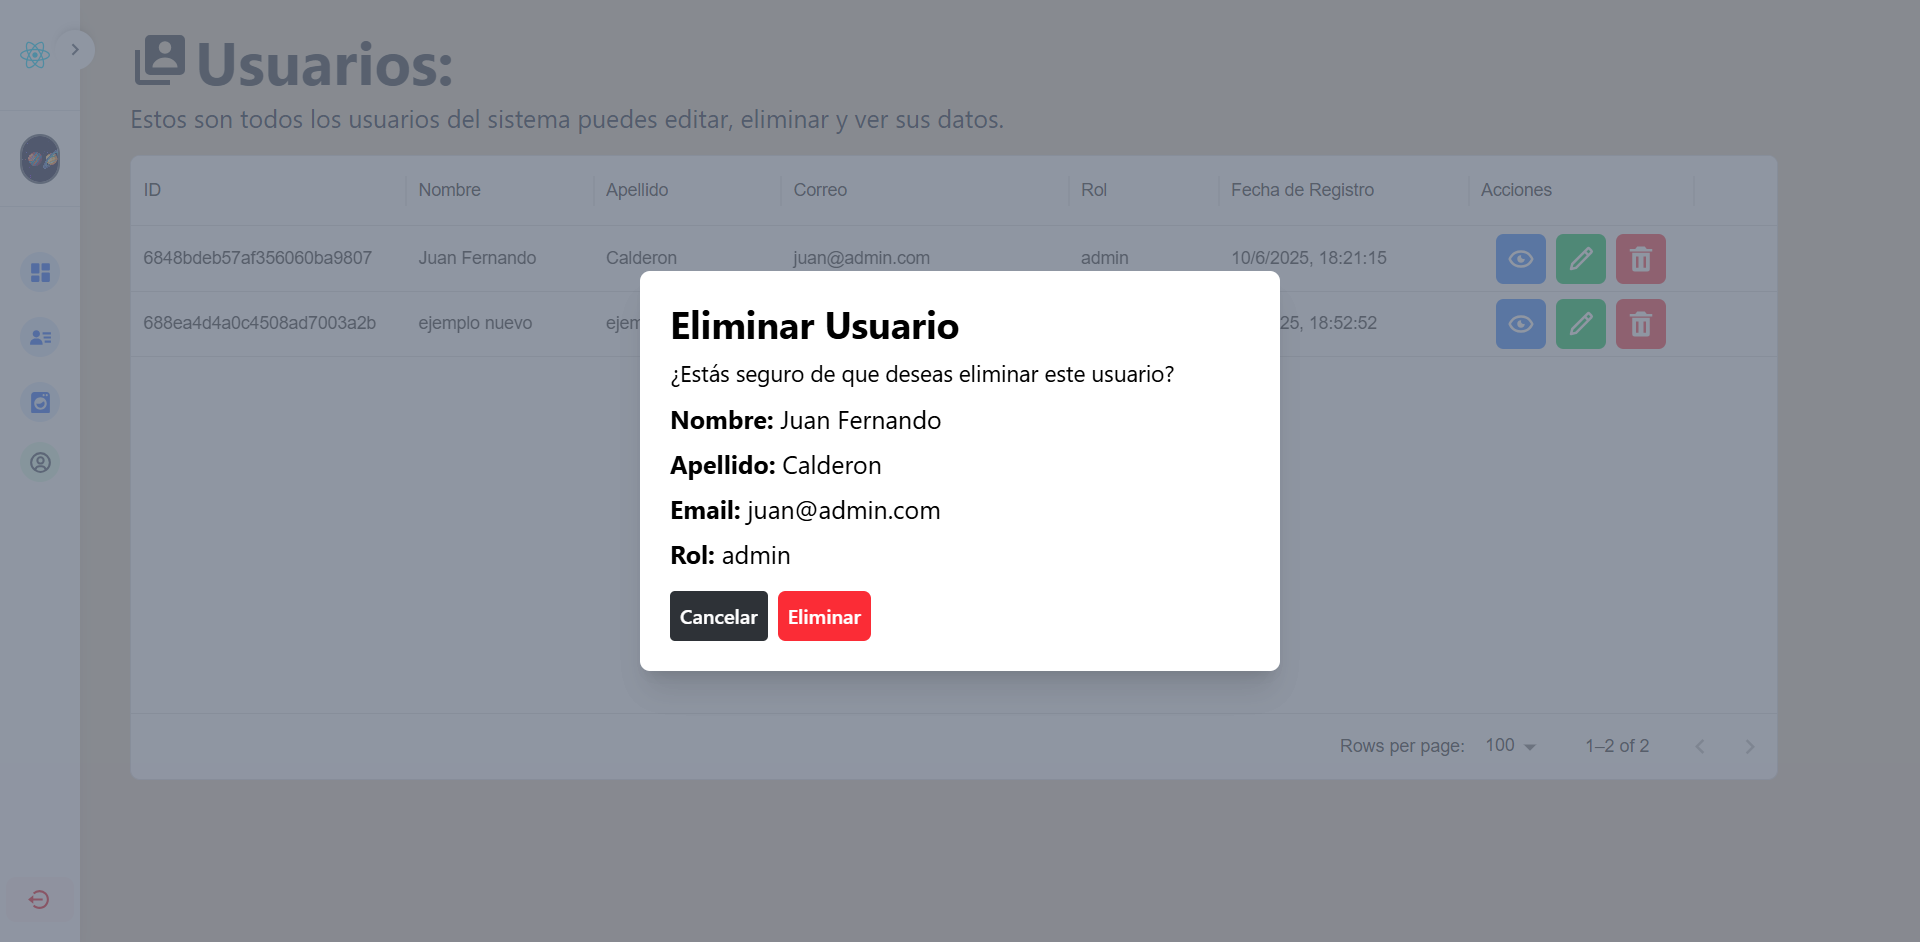 Usuarios:
Estos son todos los usuarios del sistema puedes editar, eliminar y ver sus datos.
ID Nombre Apellido Correo Rol Fecha de Registro Acciones
6848bdeb57af356060ba9807 Juan Fernando Calderon juan@admin.com admin 10/6/2025, 18:21:15
688ea4d4a0c4508ad7003a2b ejemplo nuevo ejem 25, 18:52:52
Eliminar Usuario
¿Estás seguro de que deseas eliminar este usuario?
Nombre: Juan Fernando
Apellido: Calderon
Email: juan@admin.com
Rol: admin
Cancelar Eliminar
Rows per page: 100 1–2 of 2